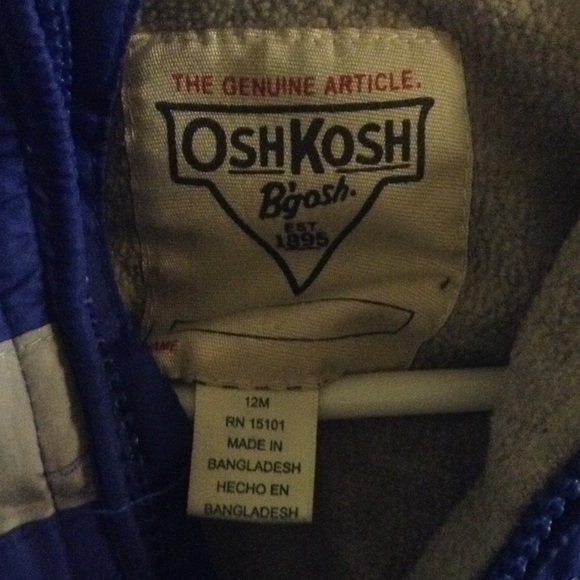 THE GENUINE ARTICLE.
OSHKOSH
B'gosh.
EST
1895
12M
RN 15101
MADE IN
BANGLADESH
HECHO EN
BANGLADESH